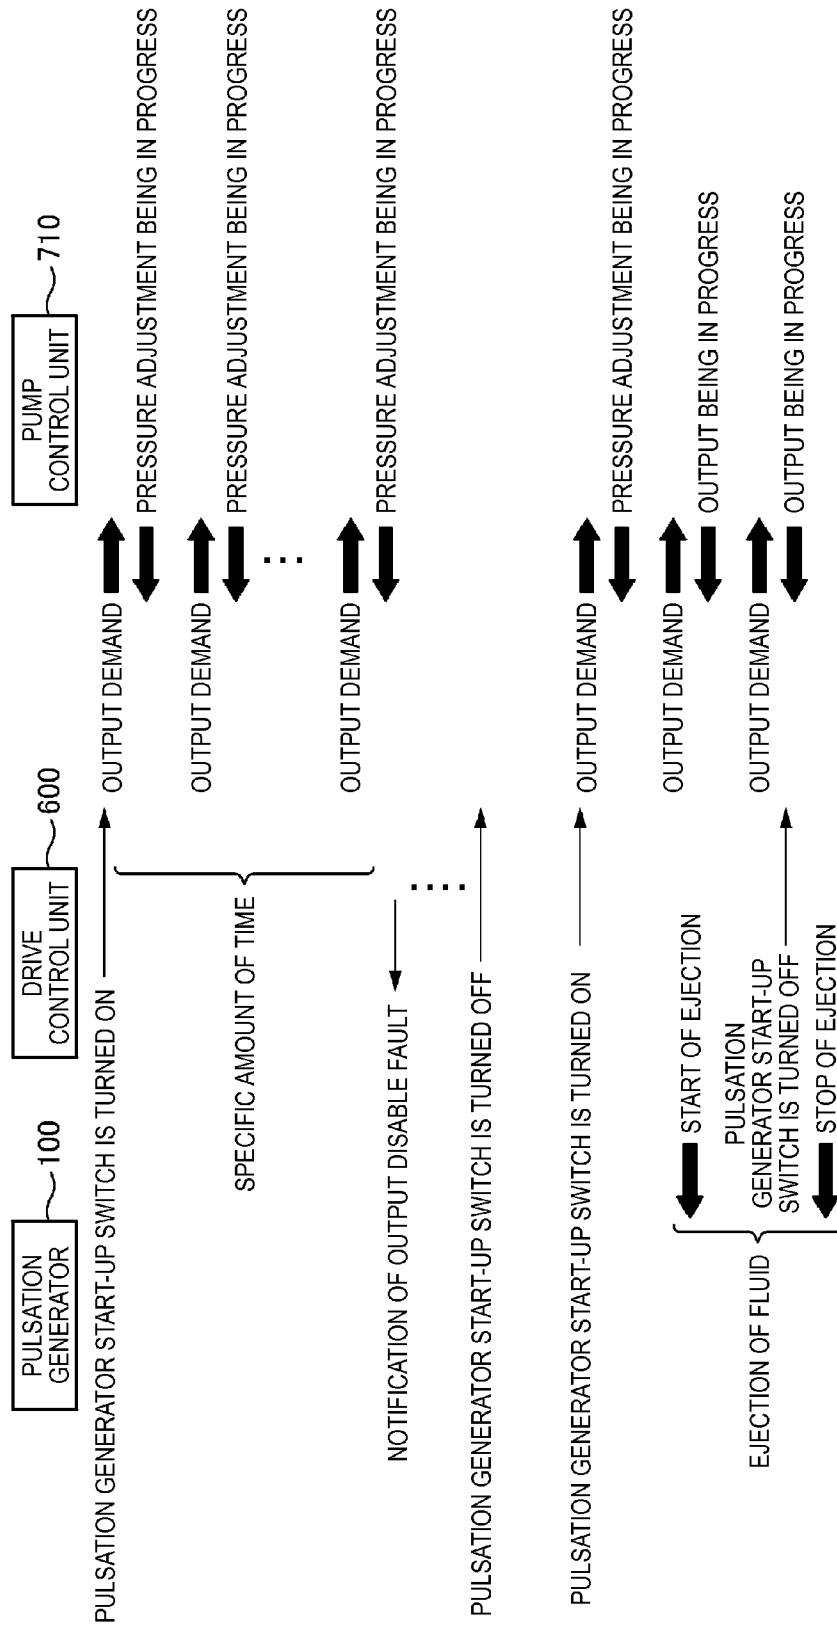 PULSATION
GENERATOR
100
DRIVE
CONTROL UNIT
600
PUMP
CONTROL UNIT
710
PULSATION GENERATOR START-UP SWITCH IS TURNED ON
OUTPUT DEMAND
PRESSURE ADJUSTMENT BEING IN PROGRESS
SPECIFIC AMOUNT OF TIME
OUTPUT DEMAND
PRESSURE ADJUSTMENT BEING IN PROGRESS
...
OUTPUT DEMAND
PRESSURE ADJUSTMENT BEING IN PROGRESS
NOTIFICATION OF OUTPUT DISABLE FAULT
....
PULSATION GENERATOR START-UP SWITCH IS TURNED OFF
PULSATION GENERATOR START-UP SWITCH IS TURNED ON
OUTPUT DEMAND
PRESSURE ADJUSTMENT BEING IN PROGRESS
EJECTION OF FLUID
START OF EJECTION
OUTPUT DEMAND
OUTPUT BEING IN PROGRESS
PULSATION
GENERATOR START-UP
SWITCH IS TURNED OFF
OUTPUT DEMAND
OUTPUT BEING IN PROGRESS
STOP OF EJECTION